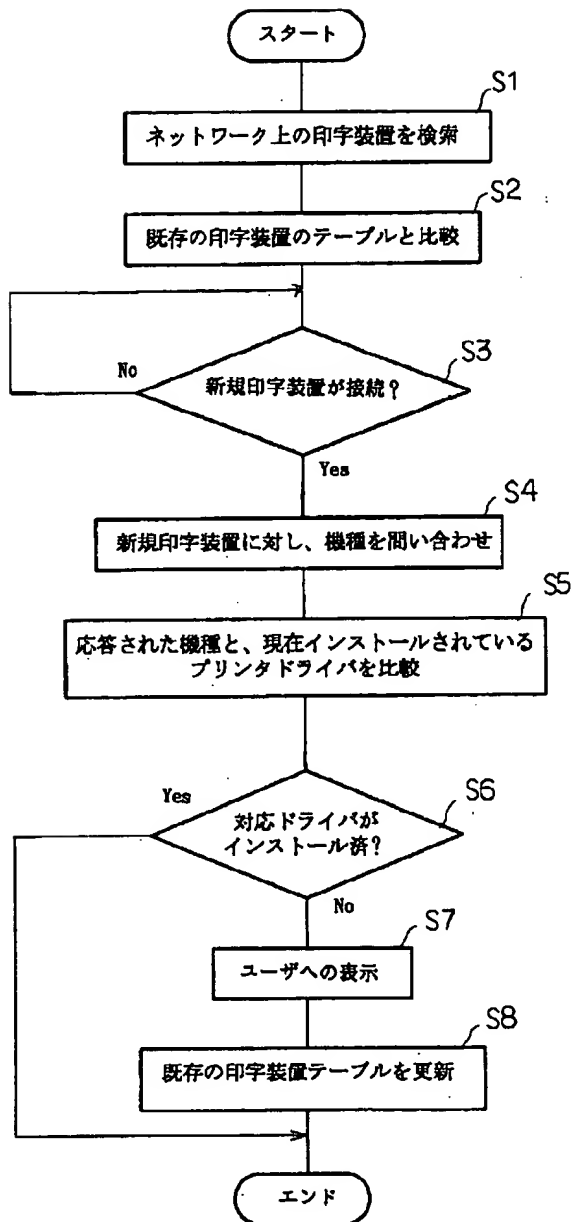 スタート
S1
ネットワーク上の印字装置を検索
S2
既存の印字装置のテーブルと比較
S3
No
新規印字装置が接続?
Yes
S4
新規印字装置に対し、機種を問い合わせ
S5
応答された機種と、現在インストールされている
プリンタドライバを比較
Yes
S6
対応ドライバが
インストール済?
No
S7
ユーザへの表示
S8
既存の印字装置テーブルを更新
エンド